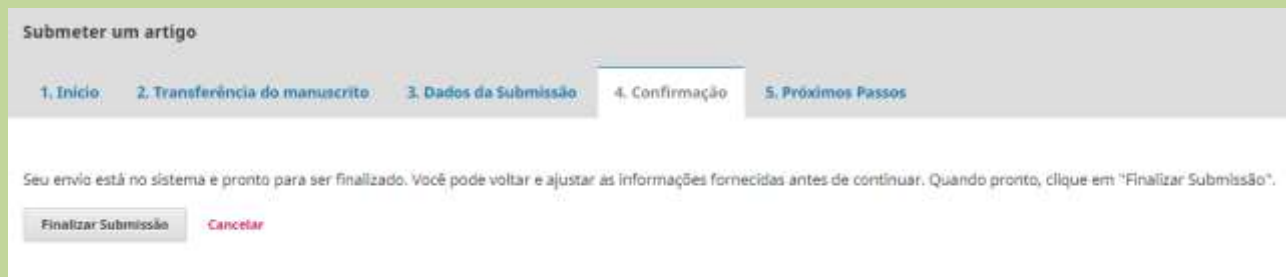 Submeter um artigo
1. Início 2. Transferência do manuscrito 3. Dados da Submissão 4. Confirmação 5. Próximos Passos
Seu envio está no sistema e pronto para ser finalizado. Você pode voltar e ajustar as informações fornecidas antes de continuar. Quando pronto, clique em "Finalizar Submissão".
Finalizar Submissão Cancelar